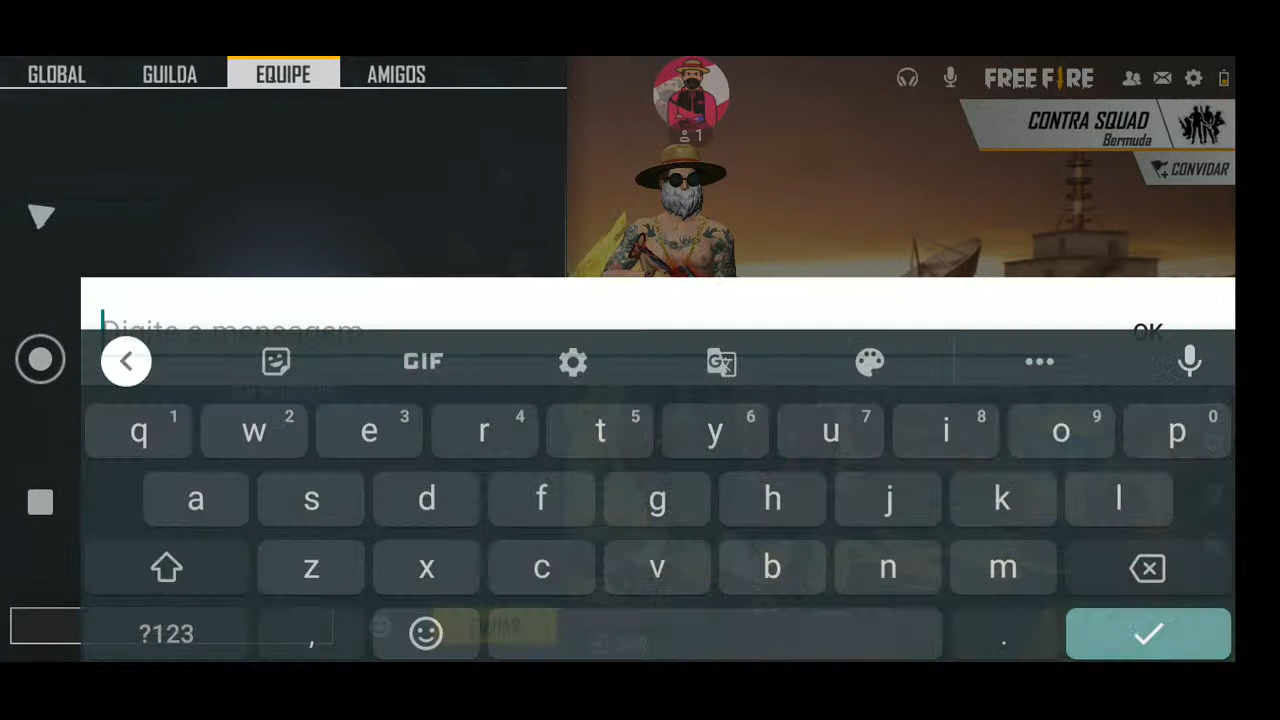 GLOBAL GUILDA EQUIPE AMIGOS
FREE FIRE
CONTRA SQUAD
Bermuda
1
CONVIDAR
Digite a mensagem
OK
GIF
q 1 w 2 e 3 r 4 t 5 y 6 u 7 i 8 o 9 p 0
a s d f g h j k l
z x c v b n m
?123 , .